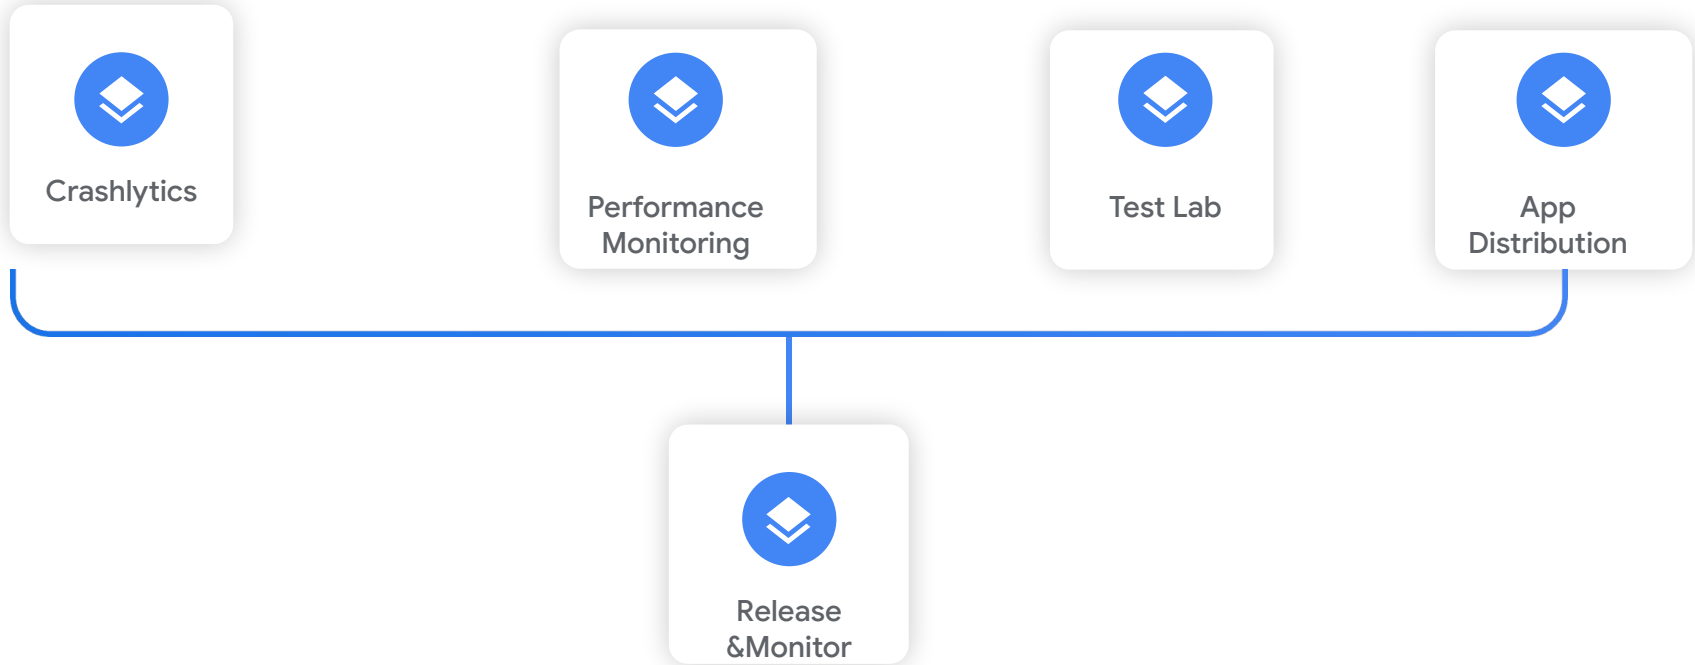 Crashlytics
Performance
Monitoring
Test Lab
App
Distribution
Release
&Monitor